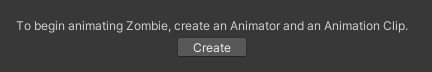 To begin animating Zombie, create an Animator and an Animation Clip.
Create